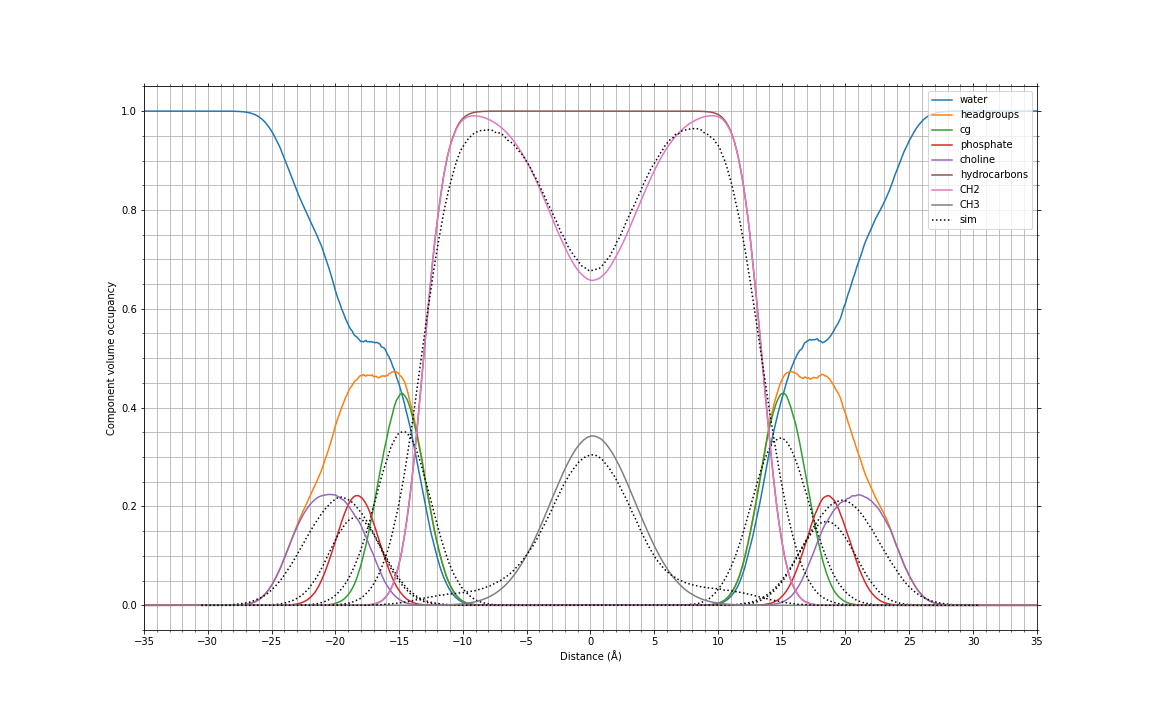 water
headgroups
cg
phosphate
choline
hydrocarbons
CH2
CH3
sim
1.0
0.8
0.6
0.4
0.2
0.0
Component volume occupancy
−35 −30 −25 −20 −15 −10 −5 0 5 10 15 20 25 30 35
Distance (Å)